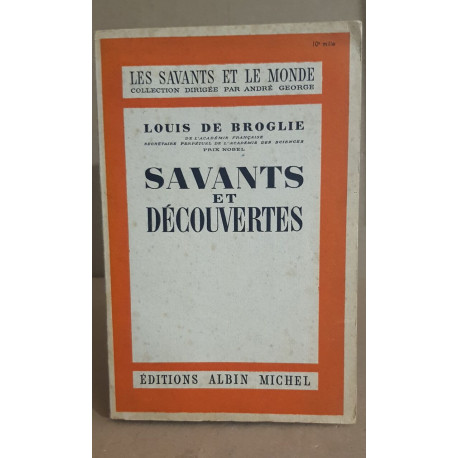 10e mille
LES SAVANTS ET LE MONDE
COLLECTION DIRIGÉE PAR ANDRÉ GEORGE
LOUIS DE BROGLIE
DE L'ACADÉMIE FRANÇAISE
SECRÉTAIRE PERPÉTUEL DE L'ACADÉMIE DES SCIENCES
PRIX NOBEL
SAVANTS
ET
DÉCOUVERTES
ÉDITIONS ALBIN MICHEL